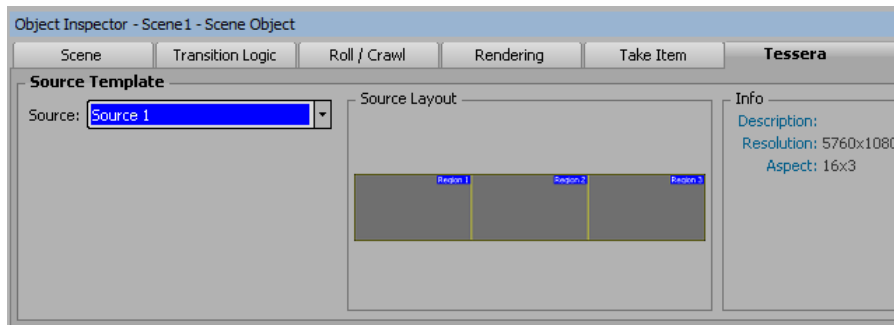 Object Inspector - Scene1 - Scene Object
Scene Transition Logic Roll / Crawl Rendering Take Item Tessera
Source Template
Source: Source 1
Source Layout
Region 1 Region 2 Region 3
Info
Description:
Resolution: 5760x1080
Aspect: 16x3